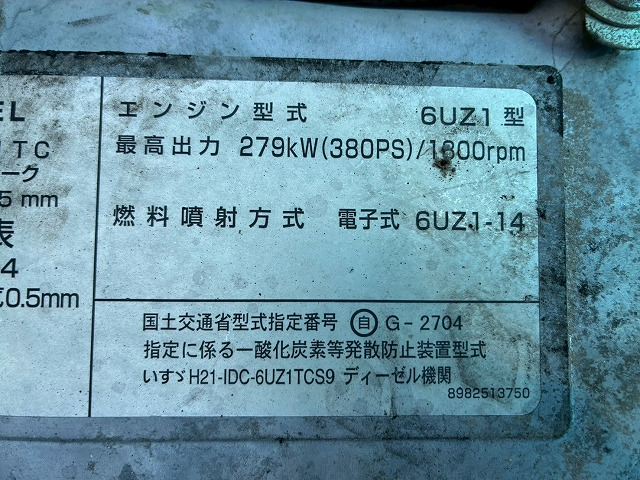 EL
1TC
ーク
5 mm
表
4
0.5mm
エンジン型式 6UZ1型
最高出力 279kW(380PS)/1800rpm
燃料噴射方式 電子式 6UZ1-14
国土交通省型式指定番号 自 G-2704
指定に係る一酸化炭素等発散防止装置型式
いすゞH21-IDC-6UZ1TCS9 ディーゼル機関
8982513750